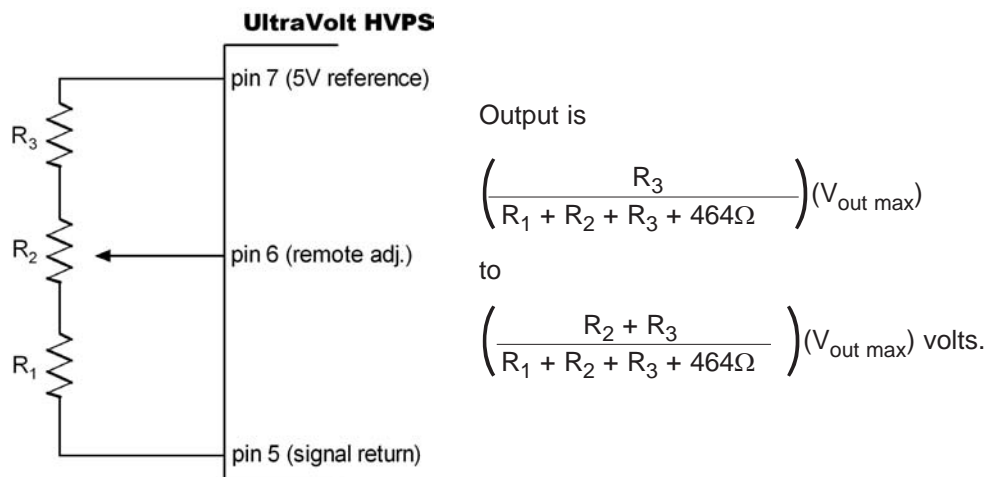 UltraVolt HVPS
pin 7 (5V reference)
R3
R2
pin 6 (remote adj.)
R1
pin 5 (signal return)
Output is
(R3 / R1 + R2 + R3 + 464Ω)(Vout max)
to
(R2 + R3 / R1 + R2 + R3 + 464Ω)(Vout max) volts.